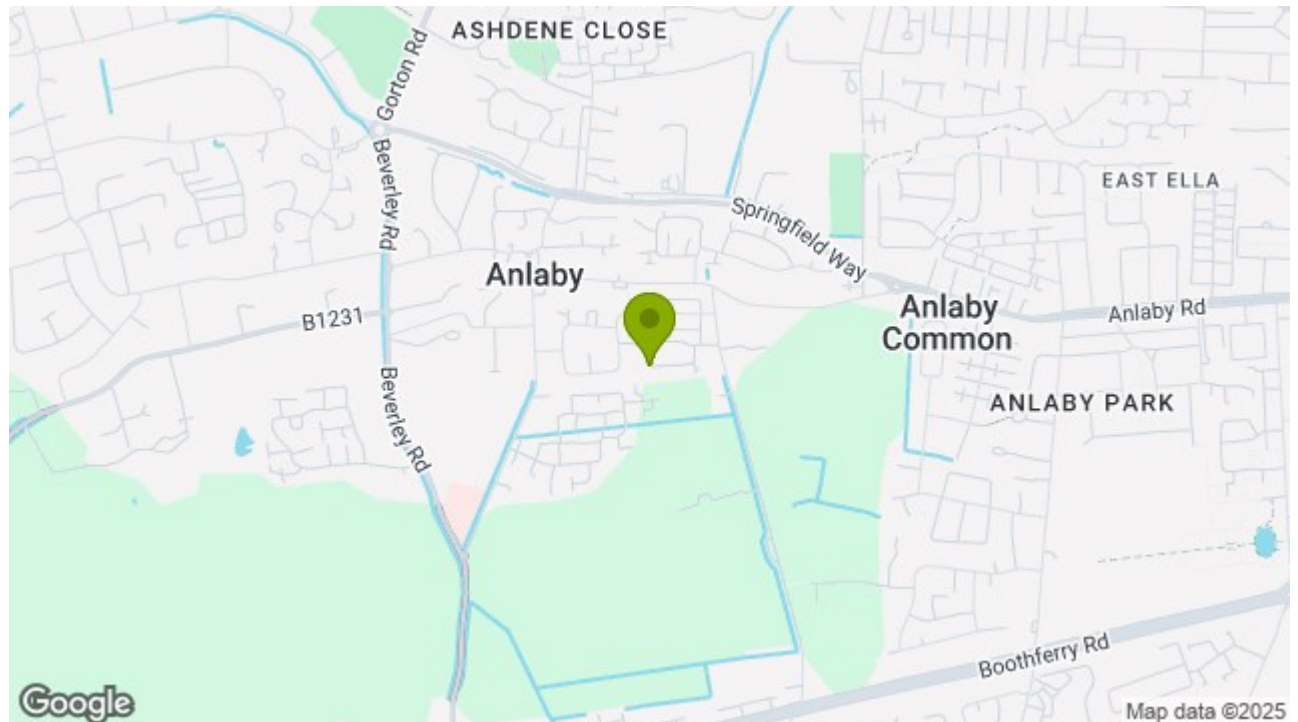 ASHDENE CLOSE
Gorton Rd
Beverley Rd
EAST ELLA
Springfield Way
Anlaby
B1231
Anlaby
Common
Anlaby Rd
Beverley Rd
ANLABY PARK
Boothferry Rd
Google
Map data ©2025